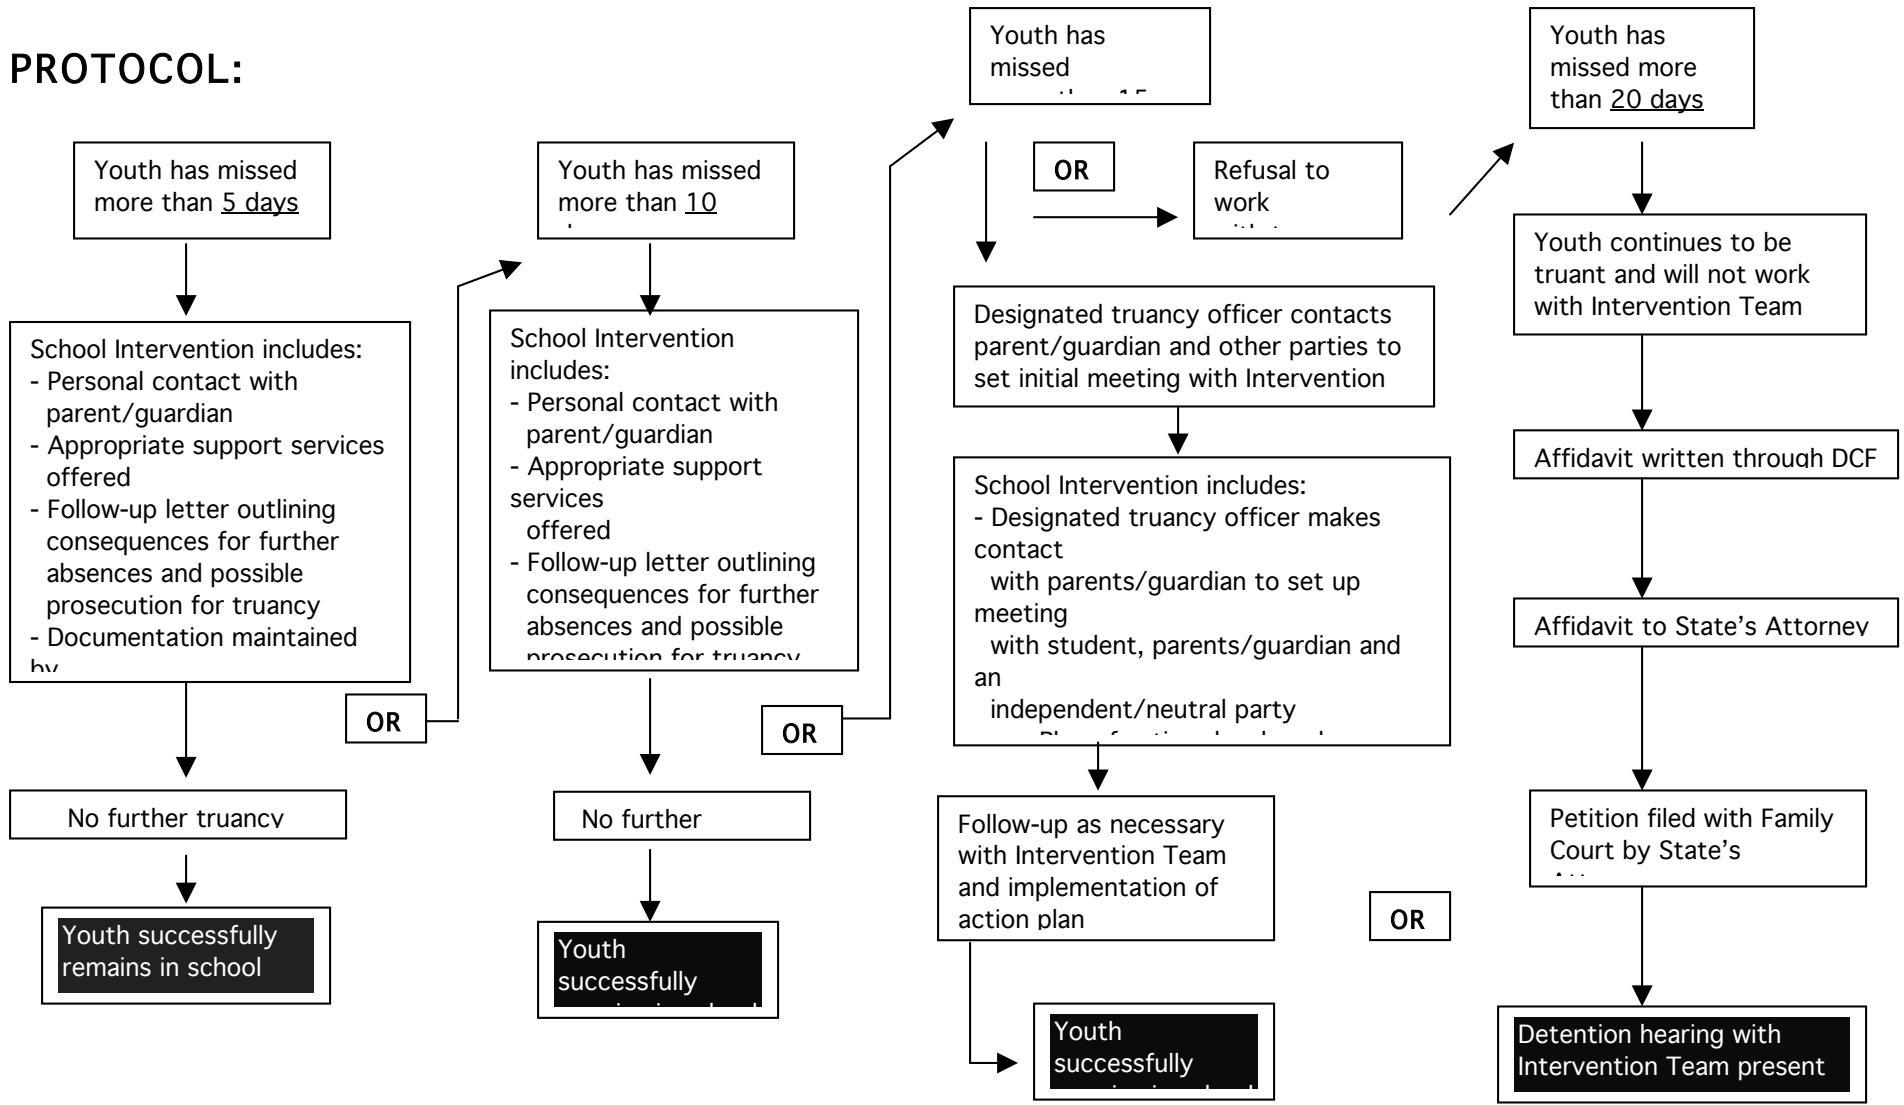 PROTOCOL:
Youth has missed
more than 5 days
School Intervention includes:
- Personal contact with
parent/guardian
- Appropriate support services
offered
- Follow-up letter outlining
consequences for further
absences and possible
prosecution for truancy
- Documentation maintained
by
OR
No further truancy
Youth successfully
remains in school
Youth has missed
more than 10
School Intervention
includes:
- Personal contact with
parent/guardian
- Appropriate support
services
offered
- Follow-up letter outlining
consequences for further
absences and possible
prosecution for truancy
OR
No further
Youth
successfully
Youth has
missed
15
OR
Refusal to
work
Designated truancy officer contacts
parent/guardian and other parties to
set initial meeting with Intervention
School Intervention includes:
- Designated truancy officer makes
contact
with parents/guardian to set up
meeting
with student, parents/guardian and
an
independent/neutral party
Follow-up as necessary
with Intervention Team
and implementation of
action plan
OR
Youth
successfully
Youth has
missed more
than 20 days
Youth continues to be
truant and will not work
with Intervention Team
Affidavit written through DCF
Affidavit to State’s Attorney
Petition filed with Family
Court by State’s
Detention hearing with
Intervention Team present